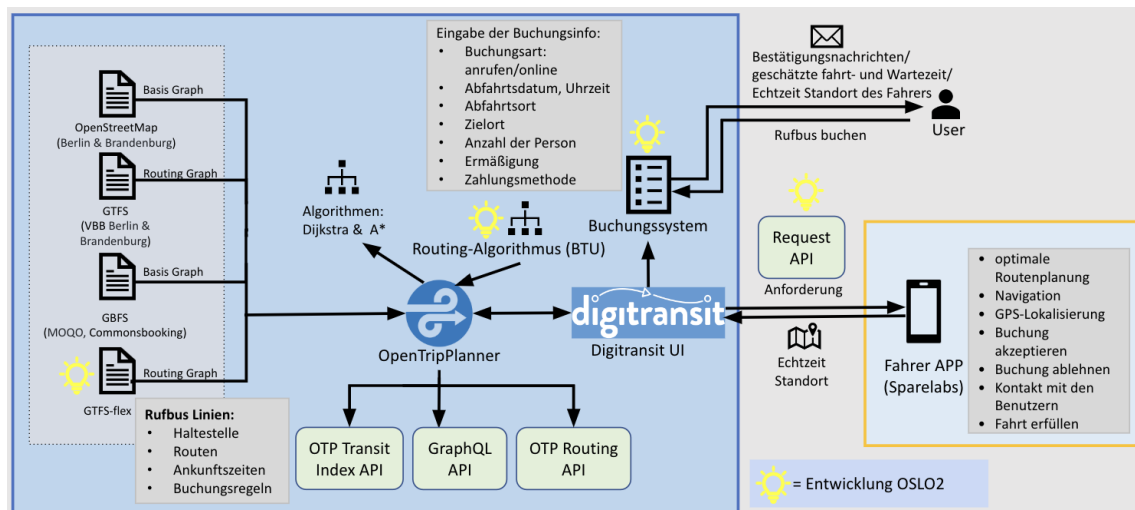 Basis Graph
OpenStreetMap
(Berlin & Brandenburg)
Routing Graph
GTFS
(VBB Berlin &
Brandenburg)
Basis Graph
GBFS
(MOQO, Commonsbooking)
Routing Graph
GTFS-flex
Rufbus Linien:
• Haltestelle
• Routen
• Ankunftszeiten
• Buchungsregeln
Algorithmen:
Dijkstra & A*
Routing-Algorithmus (BTU)
OpenTripPlanner
OTP Transit
Index API
GraphQL
API
OTP Routing
API
Eingabe der Buchungsinfo:
• Buchungsart:
anrufen/online
• Abfahrtsdatum, Uhrzeit
• Abfahrtsort
• Zielort
• Anzahl der Person
• Ermäßigung
• Zahlungsmethode
Buchungssystem
digitransit
Digitransit UI
Bestätigungsnachrichten/
geschätzte fahrt- und Wartezeit/
Echtzeit Standort des Fahrers
Rufbus buchen
User
Request
API
Anforderung
Echtzeit
Standort
Fahrer APP
(Sparelabs)
• optimale
Routenplanung
• Navigation
• GPS-Lokalisierung
• Buchung
akzeptieren
• Buchung ablehnen
• Kontakt mit den
Benutzern
• Fahrt erfüllen
= Entwicklung OSLO2